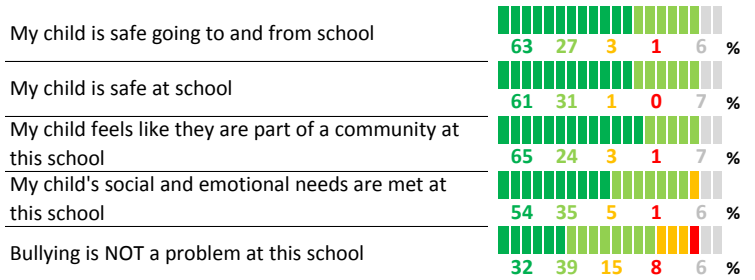 My child is safe going to and from school
63 27 3 1 6 %
My child is safe at school
61 31 1 0 7 %
My child feels like they are part of a community at
this school
65 24 3 1 7 %
My child's social and emotional needs are met at
this school
54 35 5 1 6 %
Bullying is NOT a problem at this school
32 39 15 8 6 %